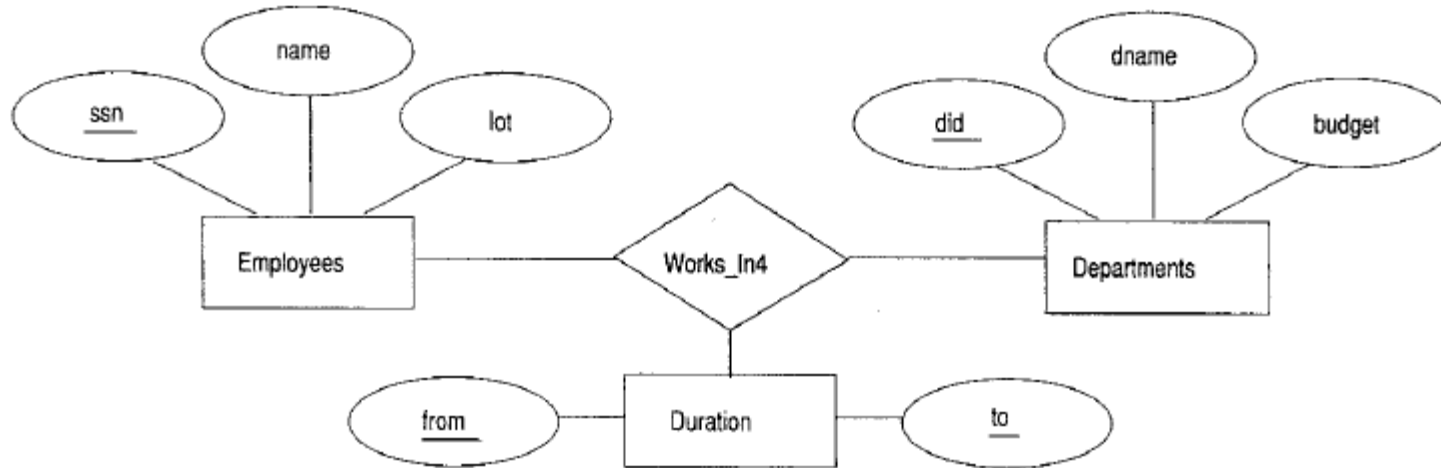 name
dname
ssn
lot
did
budget
Employees
Works_In4
Departments
from
Duration
to